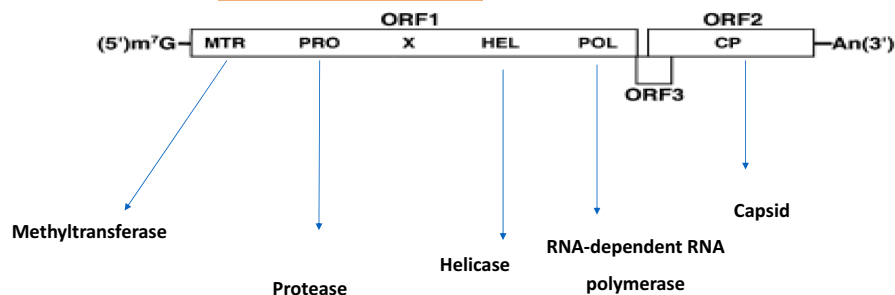 ORF1 ORF2
(5')m⁷G MTR PRO X HEL POL CP An(3')
ORF3
Capsid
Methyltransferase
RNA-dependent RNA
polymerase
Helicase
Protease